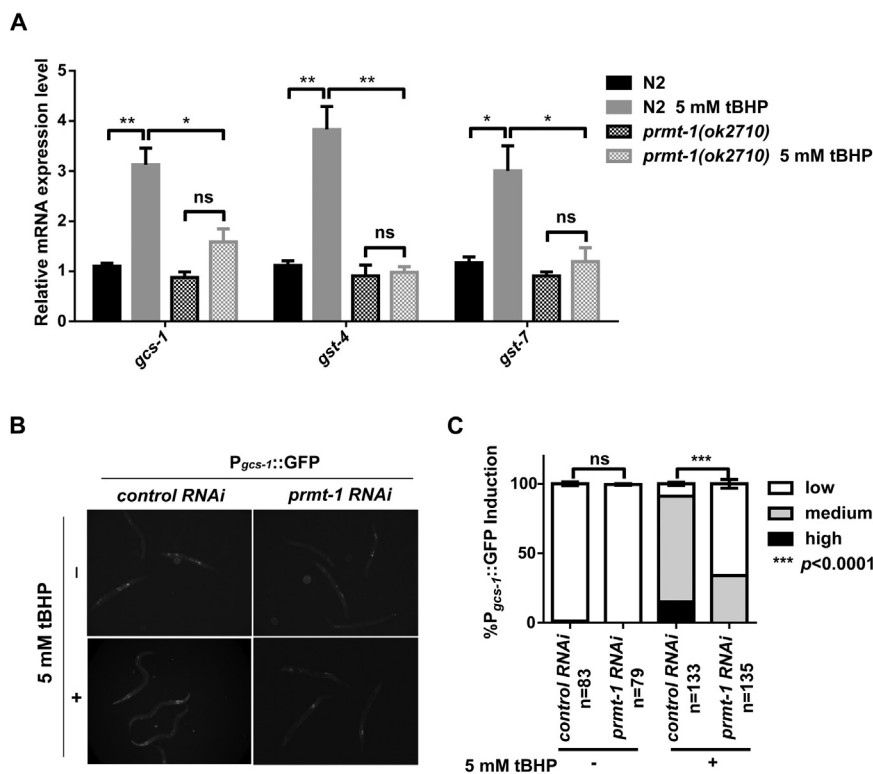 A
Relative mRNA expression level
5
4
3
2
1
0
** *
** **
* *
ns
ns
ns
gcs-1
gst-4
gst-7
N2
N2 5 mM tBHP
prmt-1(ok2710)
prmt-1(ok2710) 5 mM tBHP
B
Pgcs-1::GFP
control RNAi prmt-1 RNAi
5 mM tBHP
–
+
C
%Pgcs-1::GFP Induction
100
50
0
ns
***
low
medium
high
*** p<0.0001
control RNAi
n=83
prmt-1 RNAi
n=79
control RNAi
n=133
prmt-1 RNAi
n=135
5 mM tBHP - +